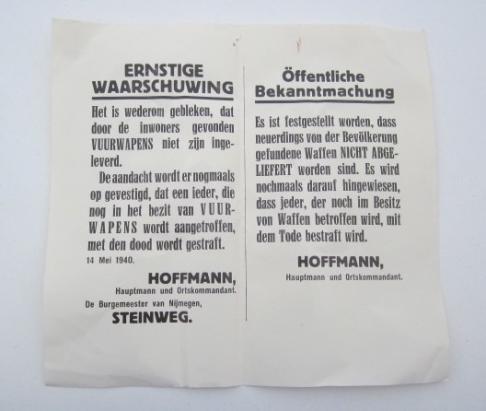 ERNSTIGE
WAARSCHUWING
Het is wederom gebleken, dat
door de inwoners gevonden
VUURWAPENS niet zijn inge-
leverd.
De aandacht wordt er nogmaals
op gevestigd, dat een ieder, die
nog in het bezit van VUUR-
WAPENS wordt aangetroffen,
met den dood wordt gestraft.
14 Mei 1940.
HOFFMANN,
Hauptmann und Ortskommandant.
De Burgemeester van Nijmegen,
STEINWEG.
Öffentliche
Bekanntmachung
Es ist festgestellt worden, dass
neuerdings von der Bevölkerung
gefundene Waffen NICHT ABGE-
LIEFERT worden sind. Es wird
nochmals darauf hingewiesen,
dass jeder, der noch im Besitz
von Waffen betroffen wird, mit
dem Tode bestraft wird.
HOFFMANN,
Hauptmann und Ortskommandant.